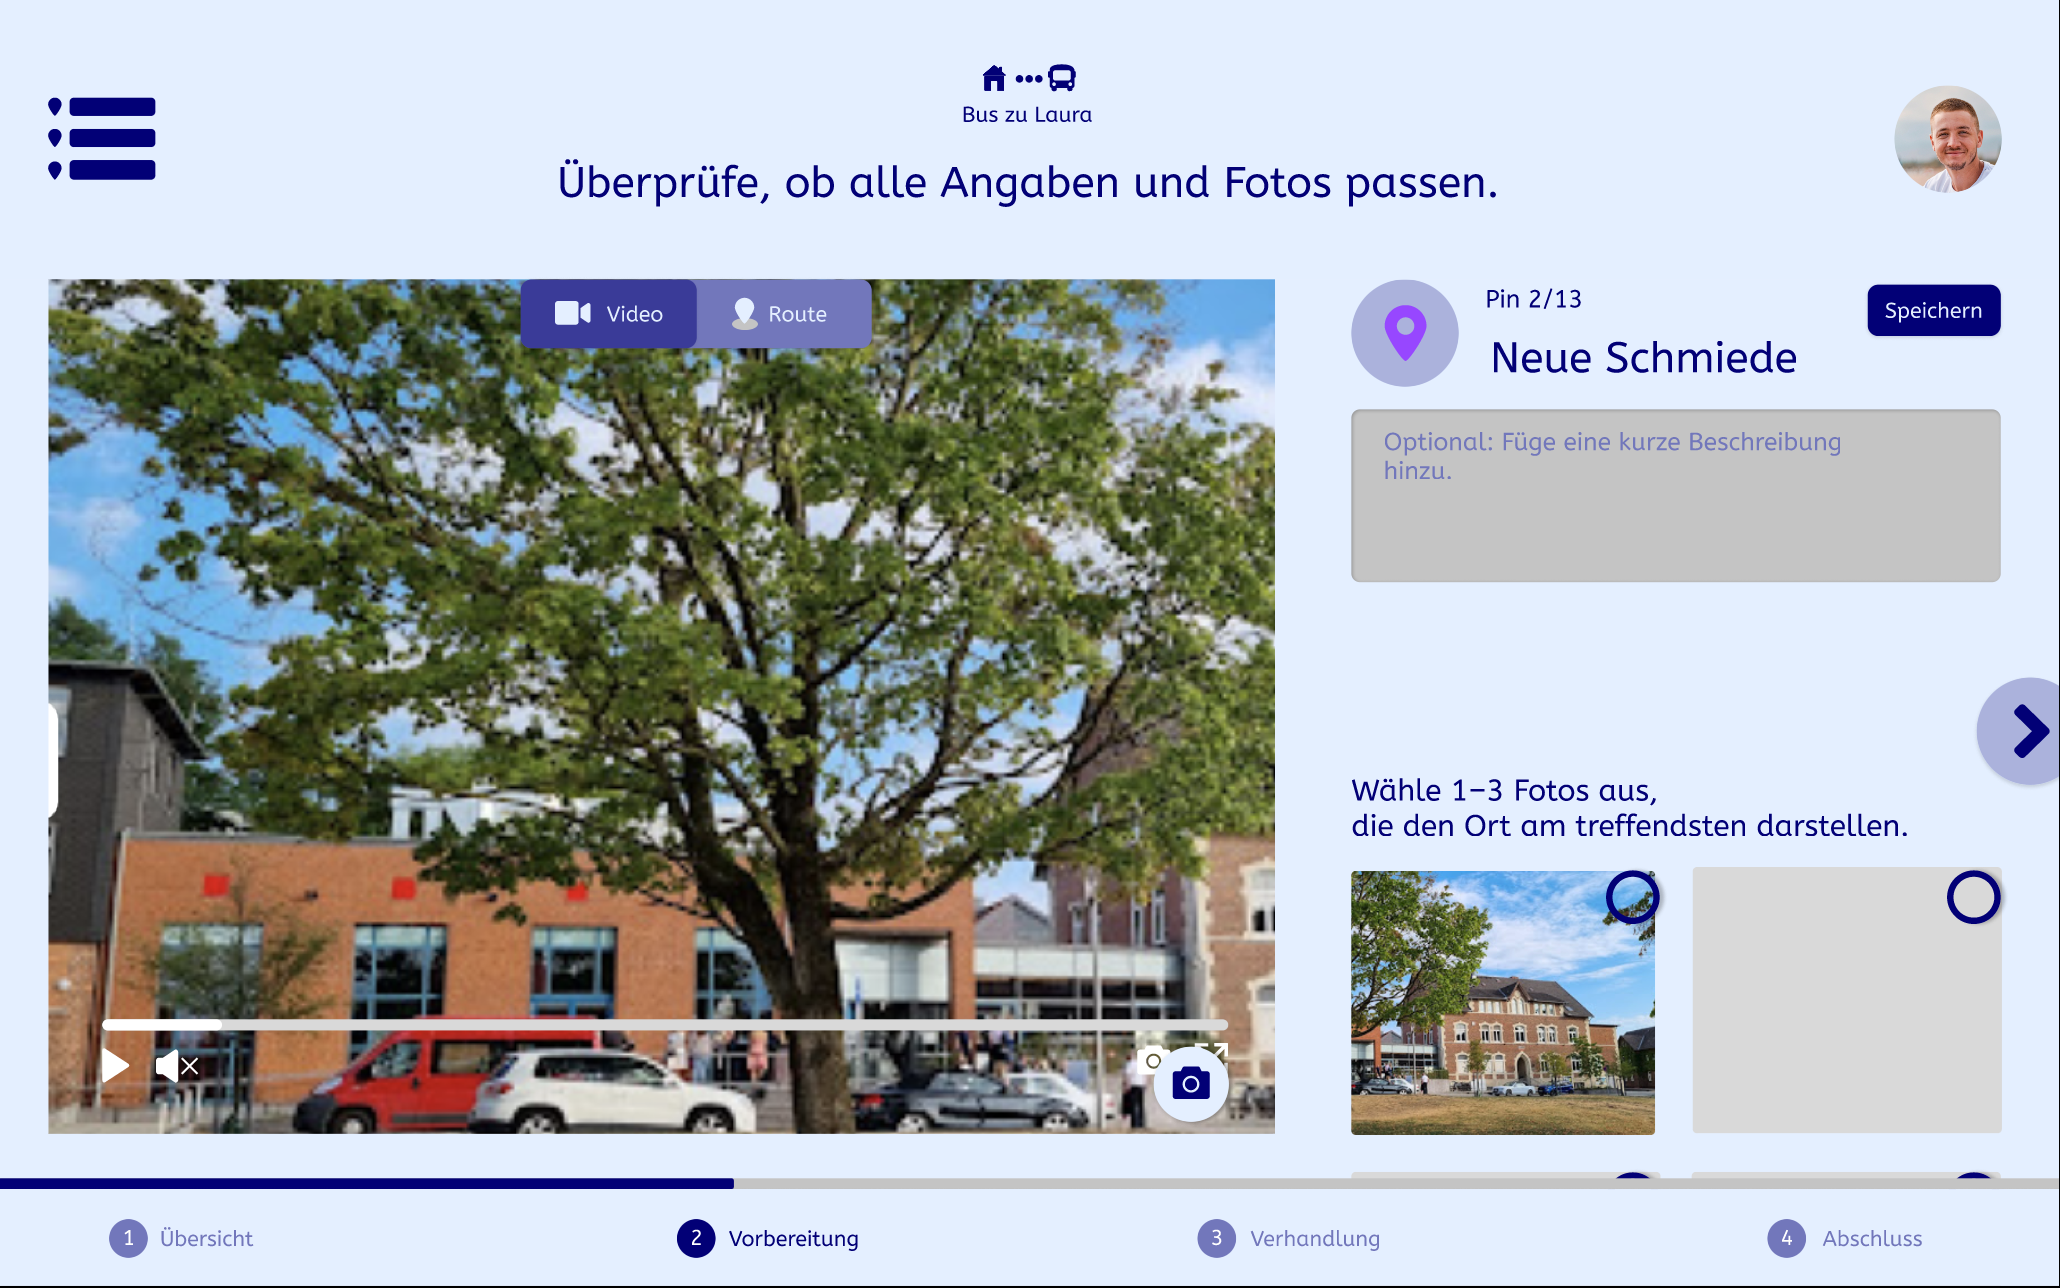 Bus zu Laura
Überprüfe, ob alle Angaben und Fotos passen.
Video
Route
Pin 2/13
Speichern
Neue Schmiede
Optional: Füge eine kurze Beschreibung
hinzu.
Wähle 1–3 Fotos aus,
die den Ort am treffendsten darstellen.
1 Übersicht
2 Vorbereitung
3 Verhandlung
4 Abschluss